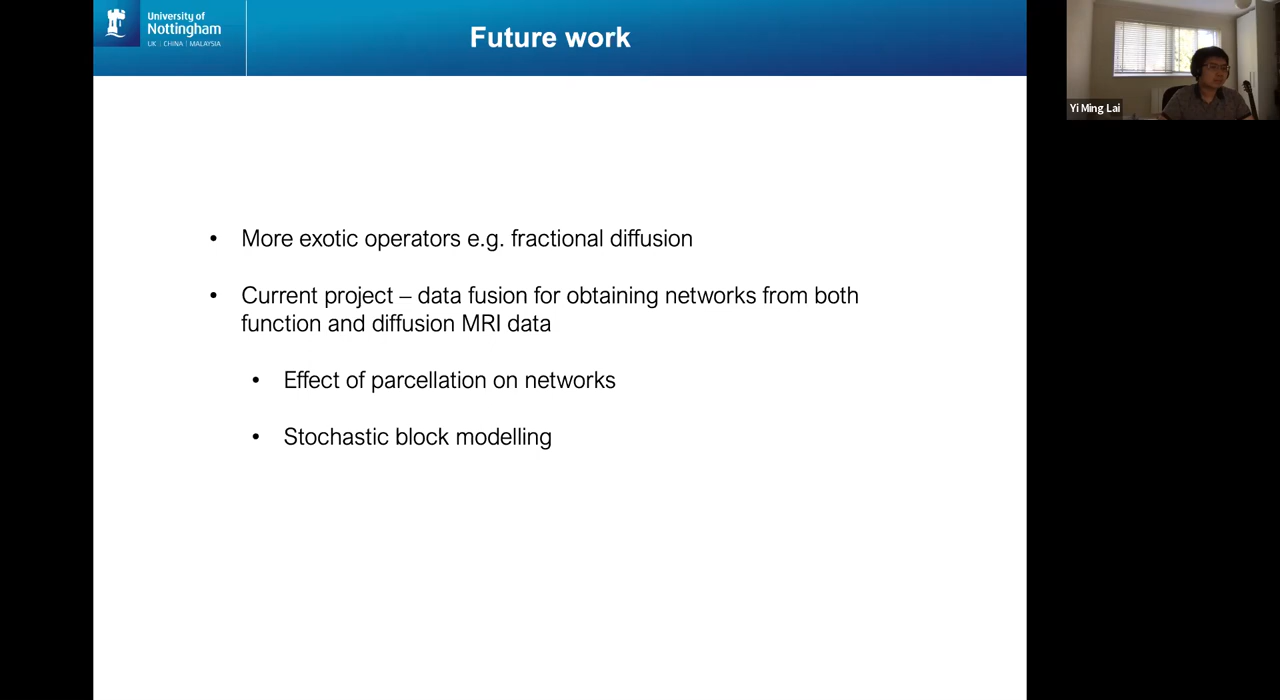 University of
Nottingham
UK | CHINA | MALAYSIA
Future work
Yi Ming Lai
• More exotic operators e.g. fractional diffusion
• Current project – data fusion for obtaining networks from both
function and diffusion MRI data
• Effect of parcellation on networks
• Stochastic block modelling